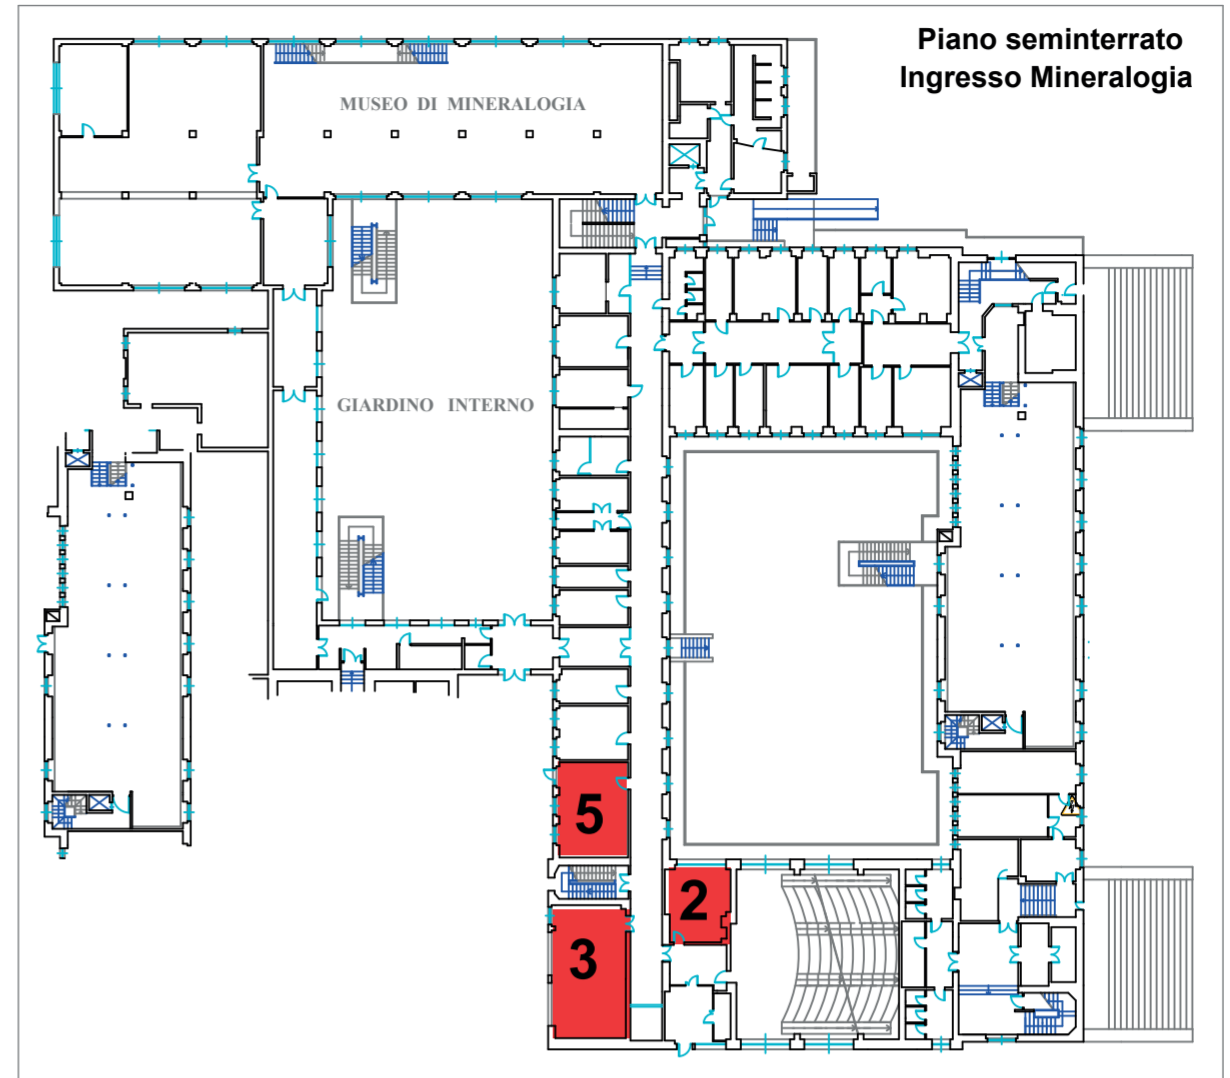 Piano seminterrato
Ingresso Mineralogia
MUSEO DI MINERALOGIA
GIARDINO INTERNO
5
2
3